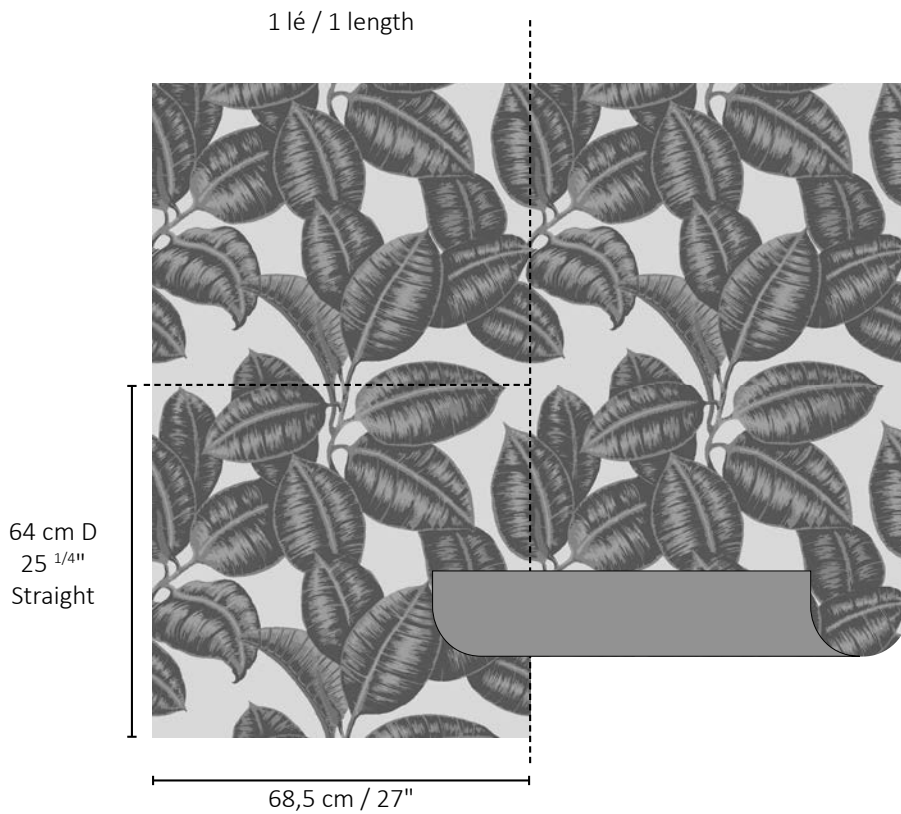 1 lé / 1 length
64 cm D
25 1/4"
Straight
68,5 cm / 27"